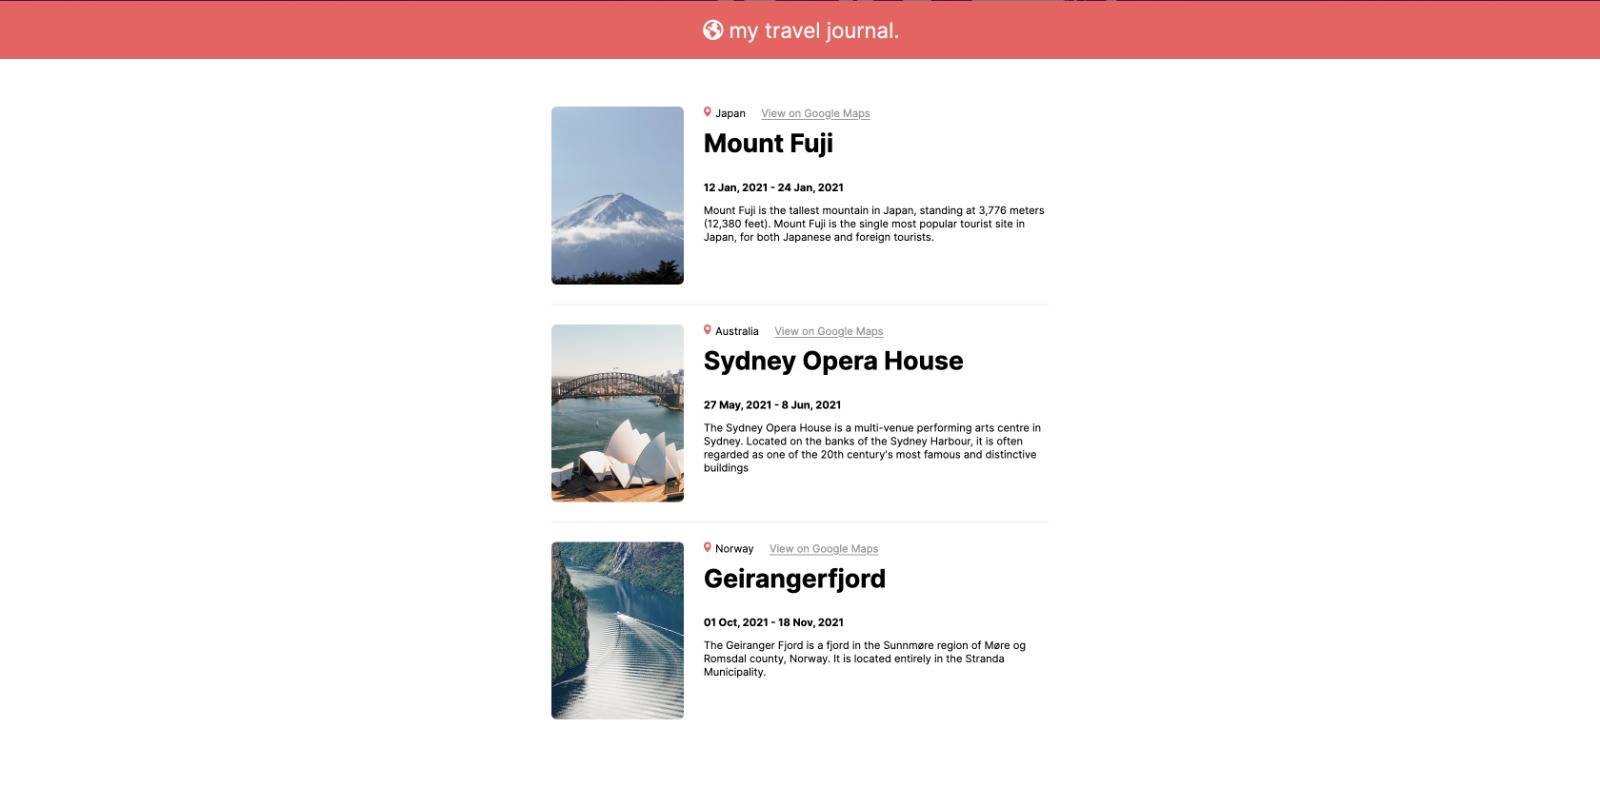 my travel journal.
Japan View on Google Maps
Mount Fuji
12 Jan, 2021 - 24 Jan, 2021
Mount Fuji is the tallest mountain in Japan, standing at 3,776 meters
(12,380 feet). Mount Fuji is the single most popular tourist site in
Japan, for both Japanese and foreign tourists.
Australia View on Google Maps
Sydney Opera House
27 May, 2021 - 8 Jun, 2021
The Sydney Opera House is a multi-venue performing arts centre in
Sydney. Located on the banks of the Sydney Harbour, it is often
regarded as one of the 20th century's most famous and distinctive
buildings
Norway View on Google Maps
Geirangerfjord
01 Oct, 2021 - 18 Nov, 2021
The Geiranger Fjord is a fjord in the Sunnmøre region of Møre og
Romsdal county, Norway. It is located entirely in the Stranda
Municipality.